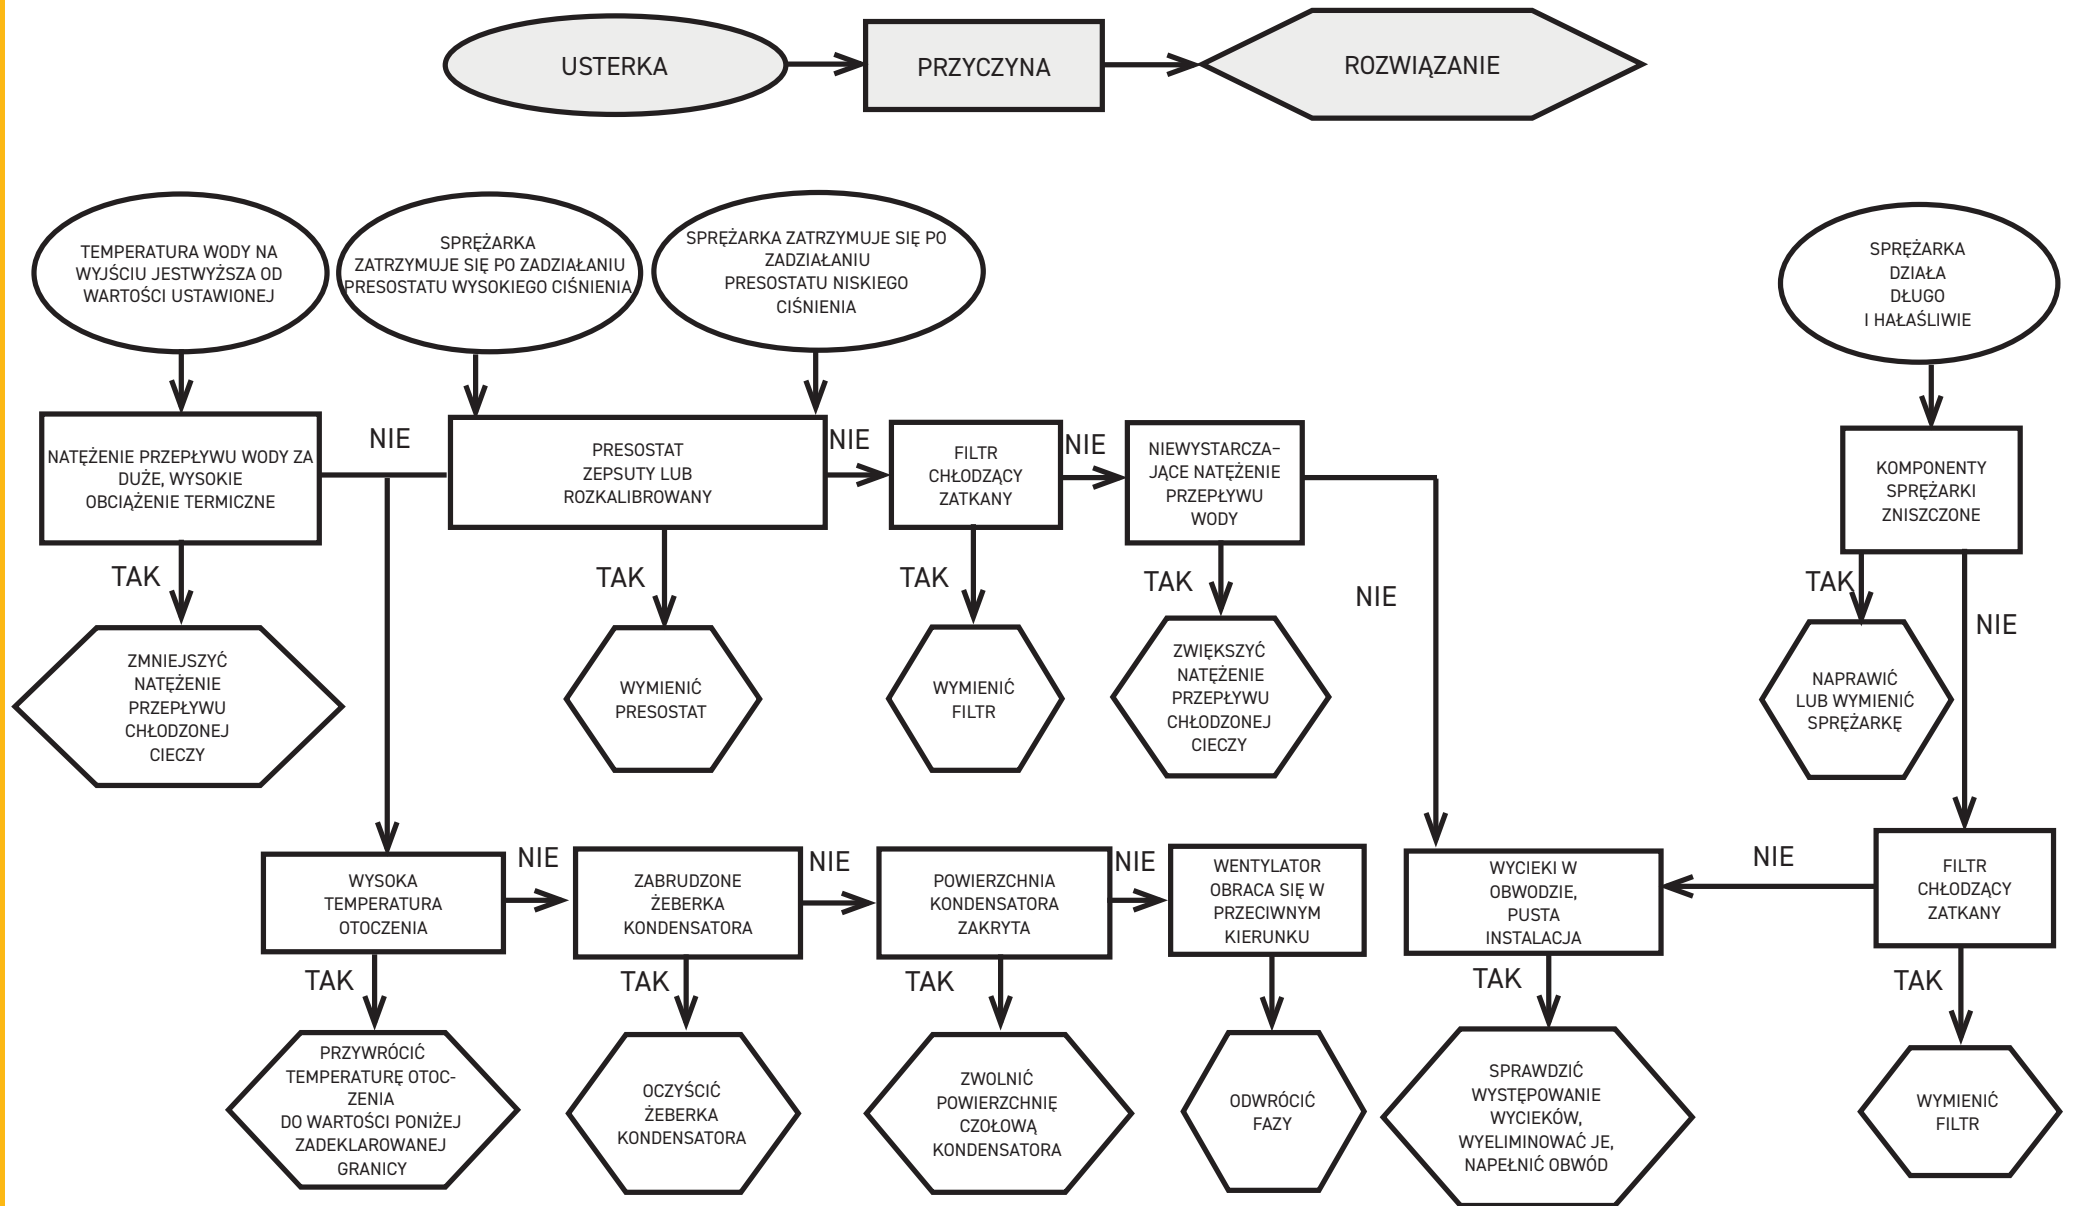 USTERKA
PRZYCZYNA
ROZWIĄZANIE
TEMPERATURA WODY NA
WYJŚCIU JESTWYŻSZA OD
WARTOŚCI USTAWIONEJ
SPRĘŻARKA
ZATRZYMUJE SIĘ PO ZADZIAŁANIU
PRESOSTATU WYSOKIEGO CIŚNIENIA
SPRĘŻARKA ZATRZYMUJE SIĘ PO
ZADZIAŁANIU
PRESOSTATU NISKIEGO
CIŚNIENIA
SPRĘŻARKA
DZIAŁA
DŁUGO
I HAŁAŚLIWIE
NATĘŻENIE PRZEPŁYWU WODY ZA
DUŻE, WYSOKIE
OBCIĄŻENIE TERMICZNE
NIE
PRESOSTAT
ZEPSUTY LUB
ROZKALIBROWANY
NIE
FILTR
CHŁODZĄCY
ZATKANY
NIE
NIEWYSTARCZA–
JĄCE NATĘŻENIE
PRZEPŁYWU
WODY
KOMPONENTY
SPRĘŻARKI
ZNISZCZONE
TAK
TAK
TAK
TAK
NIE
TAK
NIE
ZMNIEJSZYĆ
NATĘŻENIE
PRZEPŁYWU
CHŁODZONEJ
CIECZY
WYMIENIĆ
PRESOSTAT
WYMIENIĆ
FILTR
ZWIĘKSZYĆ
NATĘŻENIE
PRZEPŁYWU
CHŁODZONEJ
CIECZY
NAPRAWIĆ
LUB WYMIENIĆ
SPRĘŻARKĘ
WYSOKA
TEMPERATURA
OTOCZENIA
NIE
ZABRUDZONE
ŻEBERKA
KONDENSATORA
NIE
POWIERZCHNIA
KONDENSATORA
ZAKRYTA
NIE
WENTYLATOR
OBRACA SIĘ W
PRZECIWNYM
KIERUNKU
WYCIEKI W
OBWODZIE,
PUSTA
INSTALACJA
NIE
FILTR
CHŁODZĄCY
ZATKANY
TAK
TAK
TAK
TAK
TAK
PRZYWRÓCIĆ
TEMPERATURĘ OTOC-
ZENIA
DO WARTOŚCI PONIŻEJ
ZADEKLAROWANEJ
GRANICY
OCZYŚCIĆ
ŻEBERKA
KONDENSATORA
ZWOLNIĆ
POWIERZCHNIĘ
CZOŁOWĄ
KONDENSATORA
ODWRÓCIĆ
FAZY
SPRAWDZIĆ
WYSTĘPOWANIE
WYCIEKÓW,
WYELIMINOWAĆ JE,
NAPEŁNIĆ OBWÓD
WYMIENIĆ
FILTR